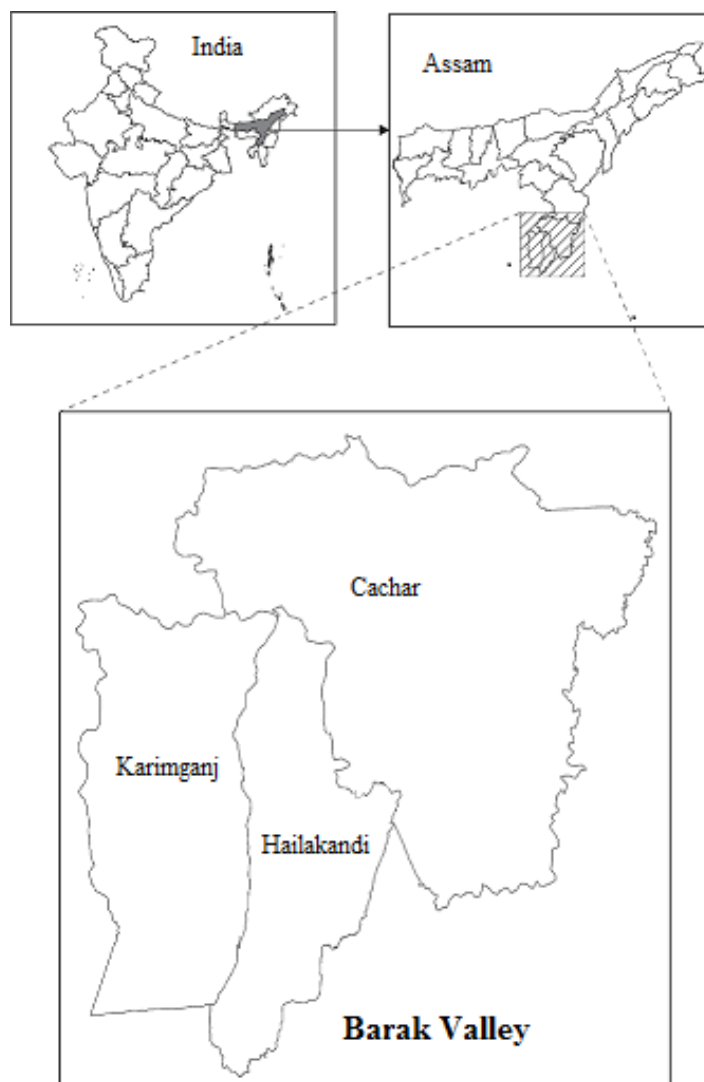 India
Assam
Cachar
Karimganj
Hailakandi
Barak Valley